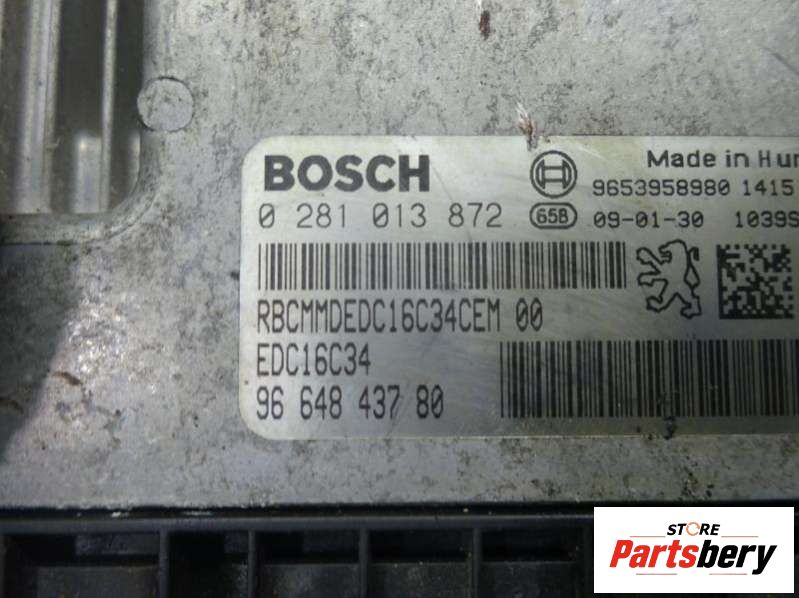 BOSCH
Made in Hun
9653958980 1415
0 281 013 872 65B 09-01-30 1039S
RBCMMDEDC16C34CEM 00
EDC16C34
96 648 437 80
STORE
Partsbery